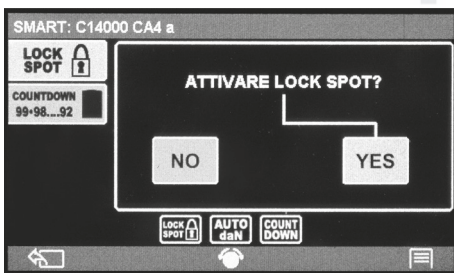 SMART: C14000 CA4 a
LOCK
SPOT
COUNTDOWN
99•98....92
ATTIVARE LOCK SPOT?
NO
YES
LOCK
SPOT
AUTO
daN
COUNT
DOWN